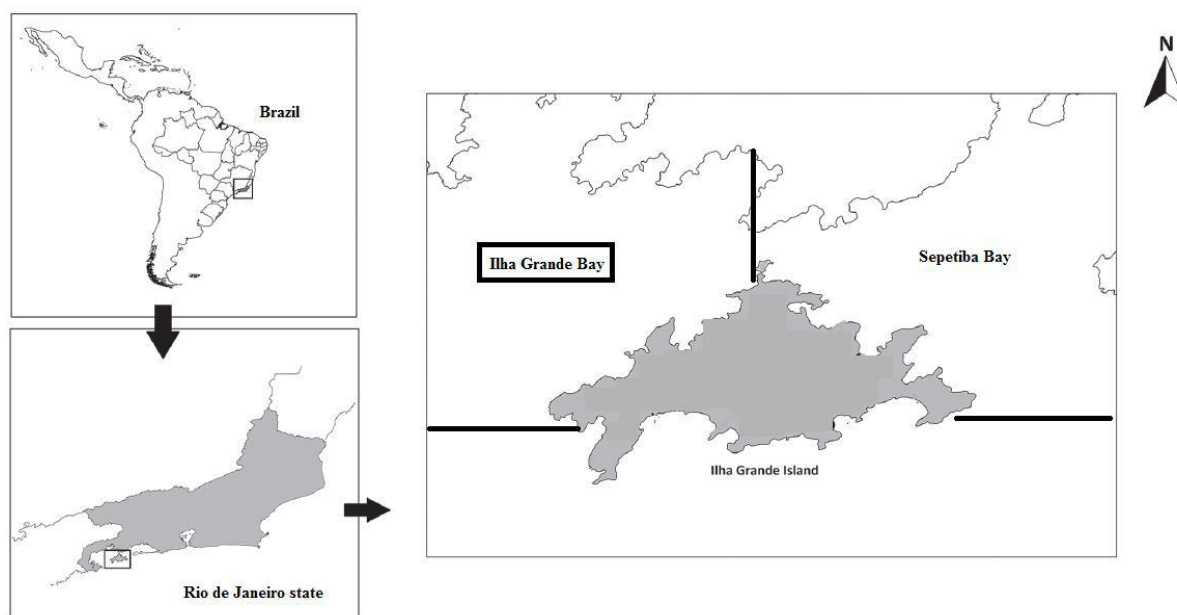 Brazil
N
Ilha Grande Bay
Sepetiba Bay
Ilha Grande Island
Rio de Janeiro state